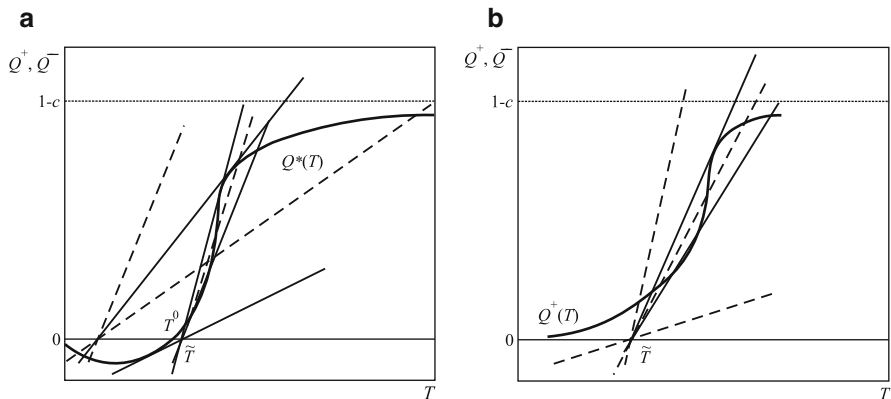 a
Q⁺, Q⁻
1-c
Q*(T)
T⁰
0
T̃
T
b
Q⁺, Q⁻
1-c
Q⁺(T)
0
T̃
T